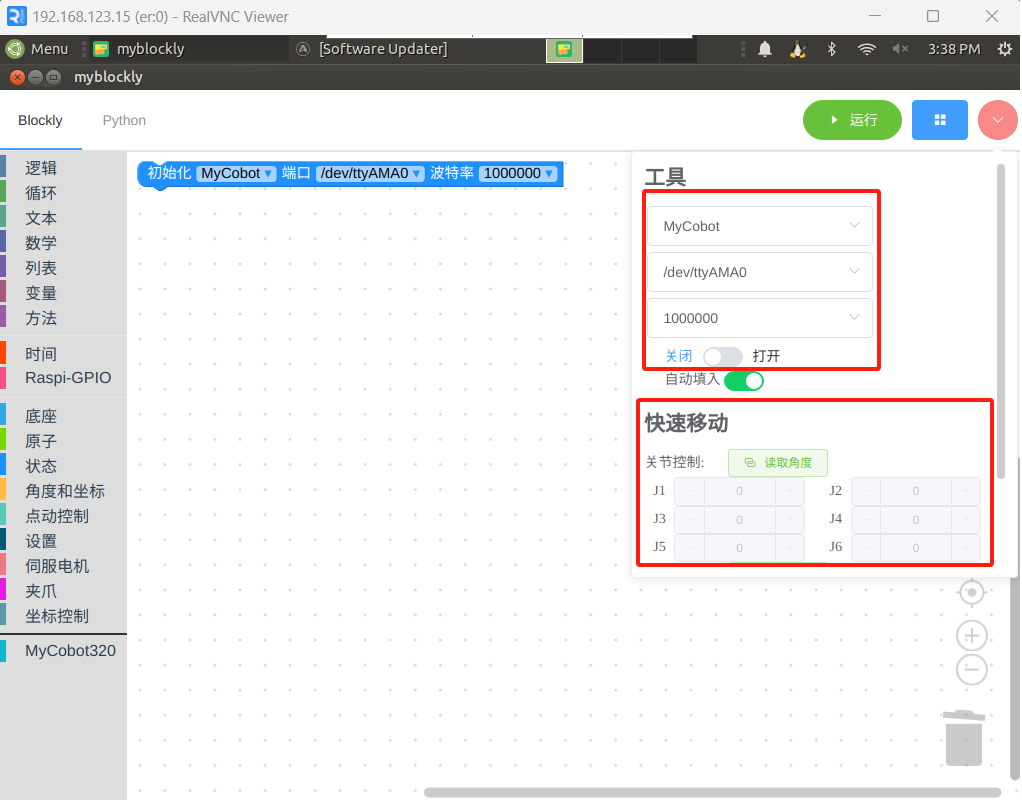 192.168.123.15 (er:0) - RealVNC Viewer
Menu myblockly [Software Updater] 3:38 PM
myblockly
Blockly Python 运行
逻辑
循环
文本
数学
列表
变量
方法
时间
Raspi-GPIO
底座
原子
状态
角度和坐标
点动控制
设置
伺服电机
夹爪
坐标控制
MyCobot320
初始化 MyCobot 端口 /dev/ttyAMA0 波特率 1000000
工具
MyCobot
/dev/ttyAMA0
1000000
关闭 打开
自动填入
快速移动
关节控制: 读取角度
J1 - 0 + J2 - 0 +
J3 - 0 + J4 - 0 +
J5 - 0 + J6 - 0 +